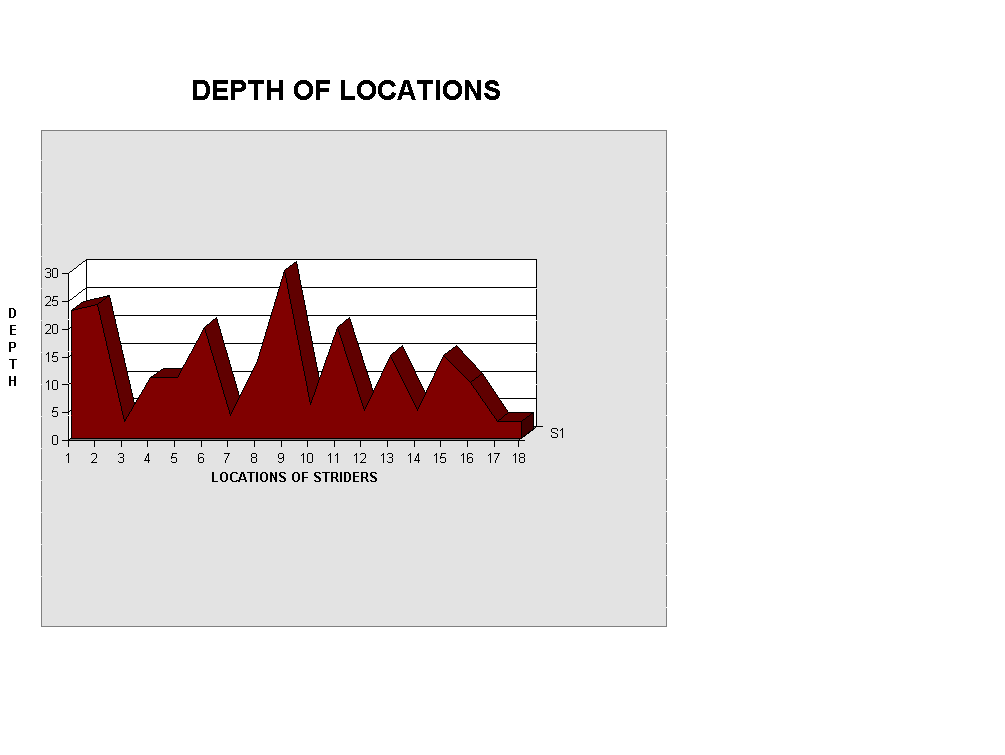 DEPTH OF LOCATIONS
30
25
20
15
10
5
0
D
E
P
T
H
1 2 3 4 5 6 7 8 9 10 11 12 13 14 15 16 17 18
S1
LOCATIONS OF STRIDERS